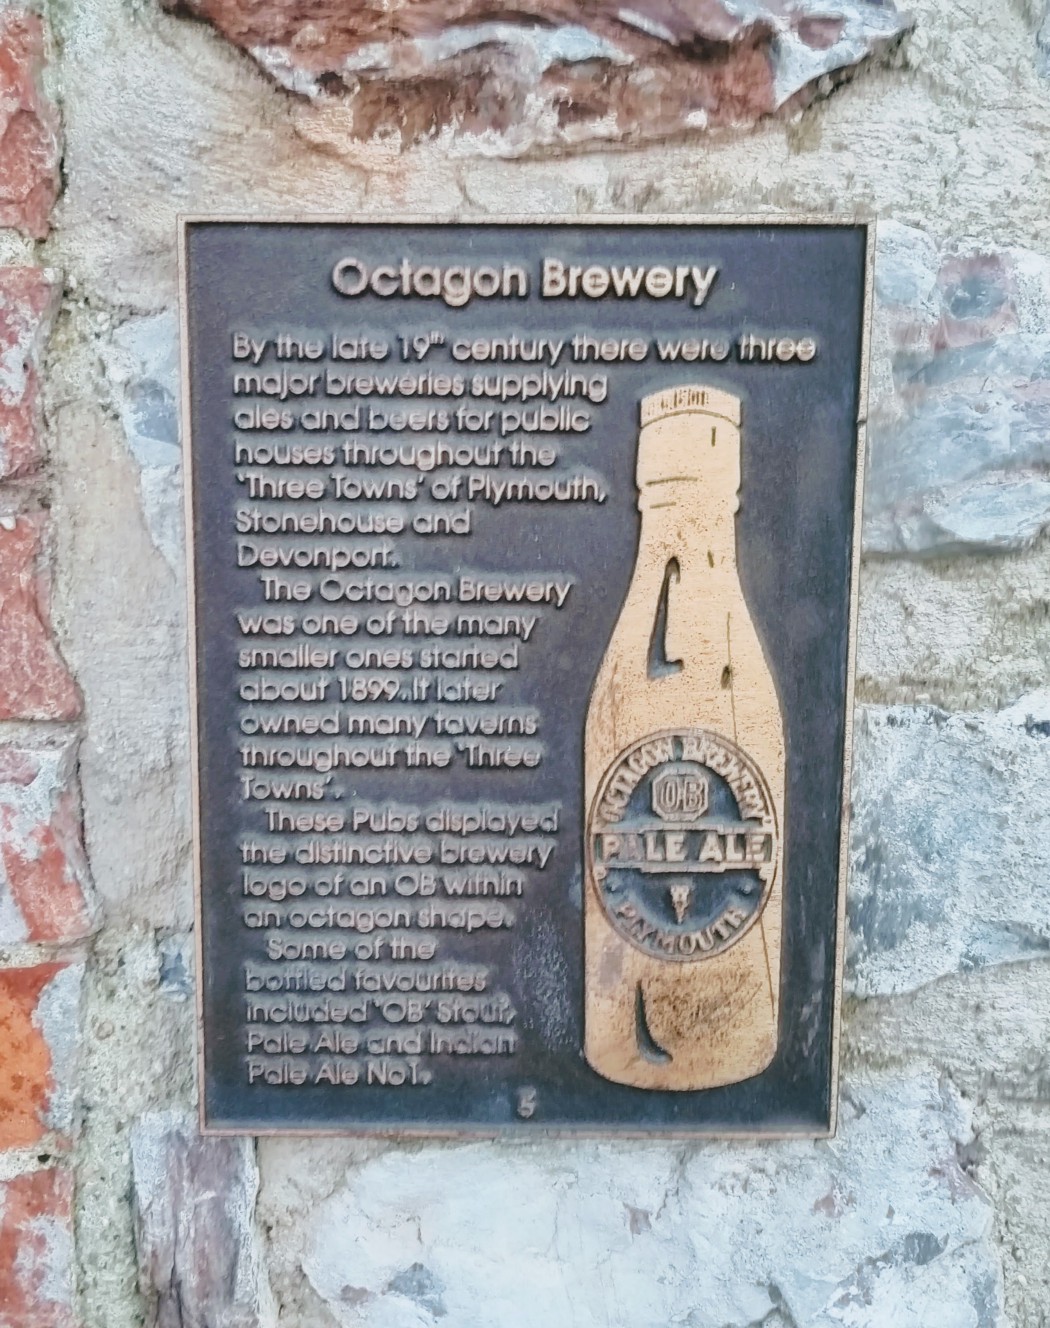 Octagon Brewery
By the late 19th century there were three
major breweries supplying
ales and beers for public
houses throughout the
'Three Towns' of Plymouth,
Stonehouse and
Devonport.
The Octagon Brewery
was one of the many
smaller ones started
about 1899. It later
owned many taverns
throughout the 'Three
Towns'.
These Pubs displayed
the distinctive brewery
logo of an OB within
an octagon shape.
Some of the
bottled favourites
included 'OB' Stout,
Pale Ale and Indian
Pale Ale No1.
5
OCTAGON BREWERY
OB
PALE ALE
PLYMOUTH